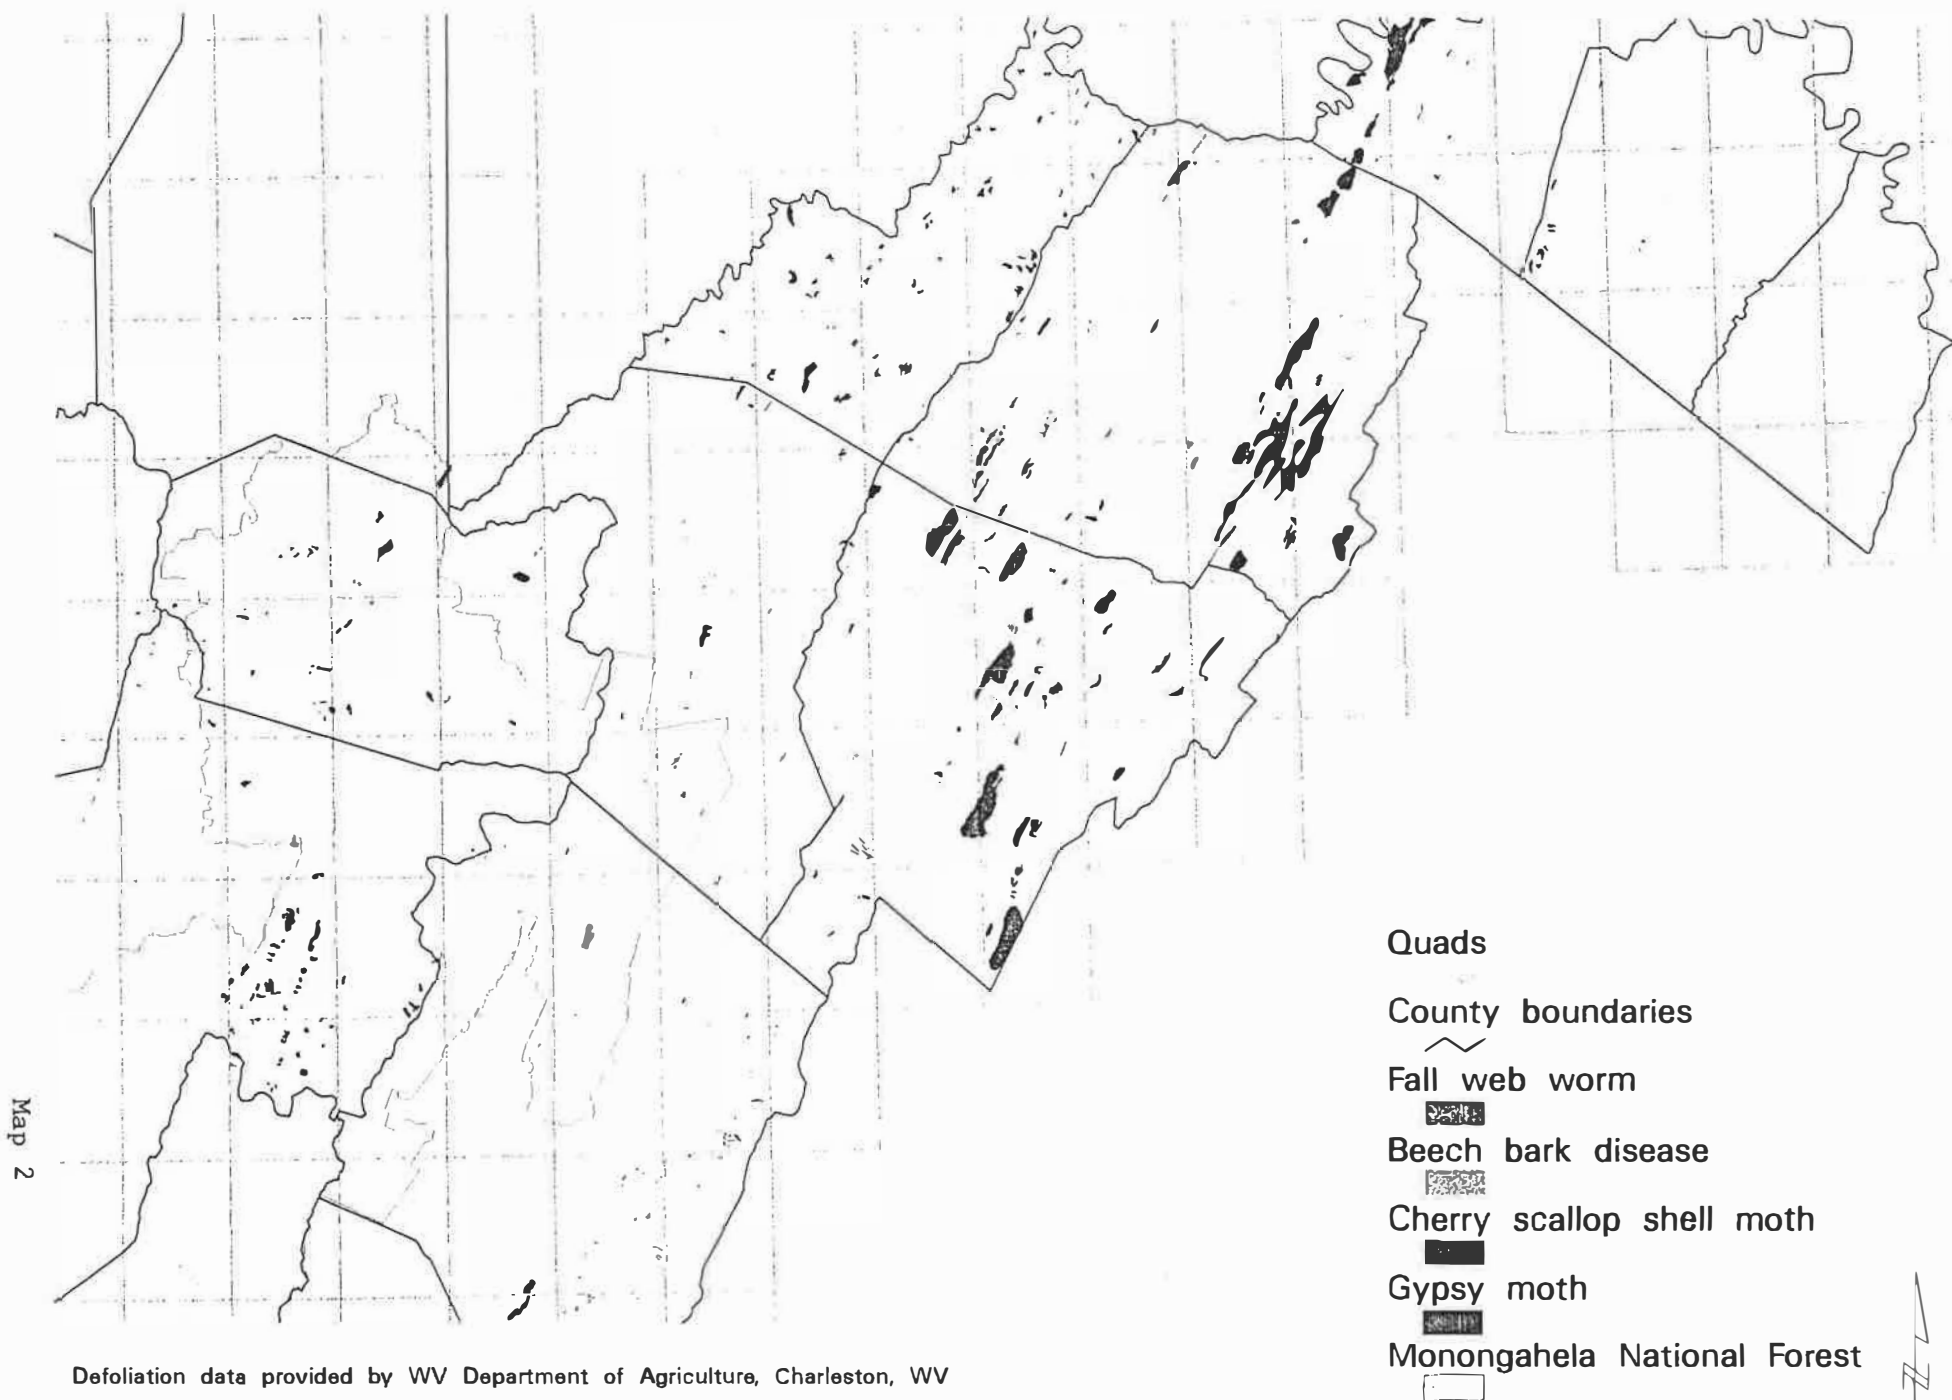 Quads
County boundaries
Fall web worm
Beech bark disease
Cherry scallop shell moth
Gypsy moth
Monongahela National Forest
Map 2
Defoliation data provided by WV Department of Agriculture, Charleston, WV